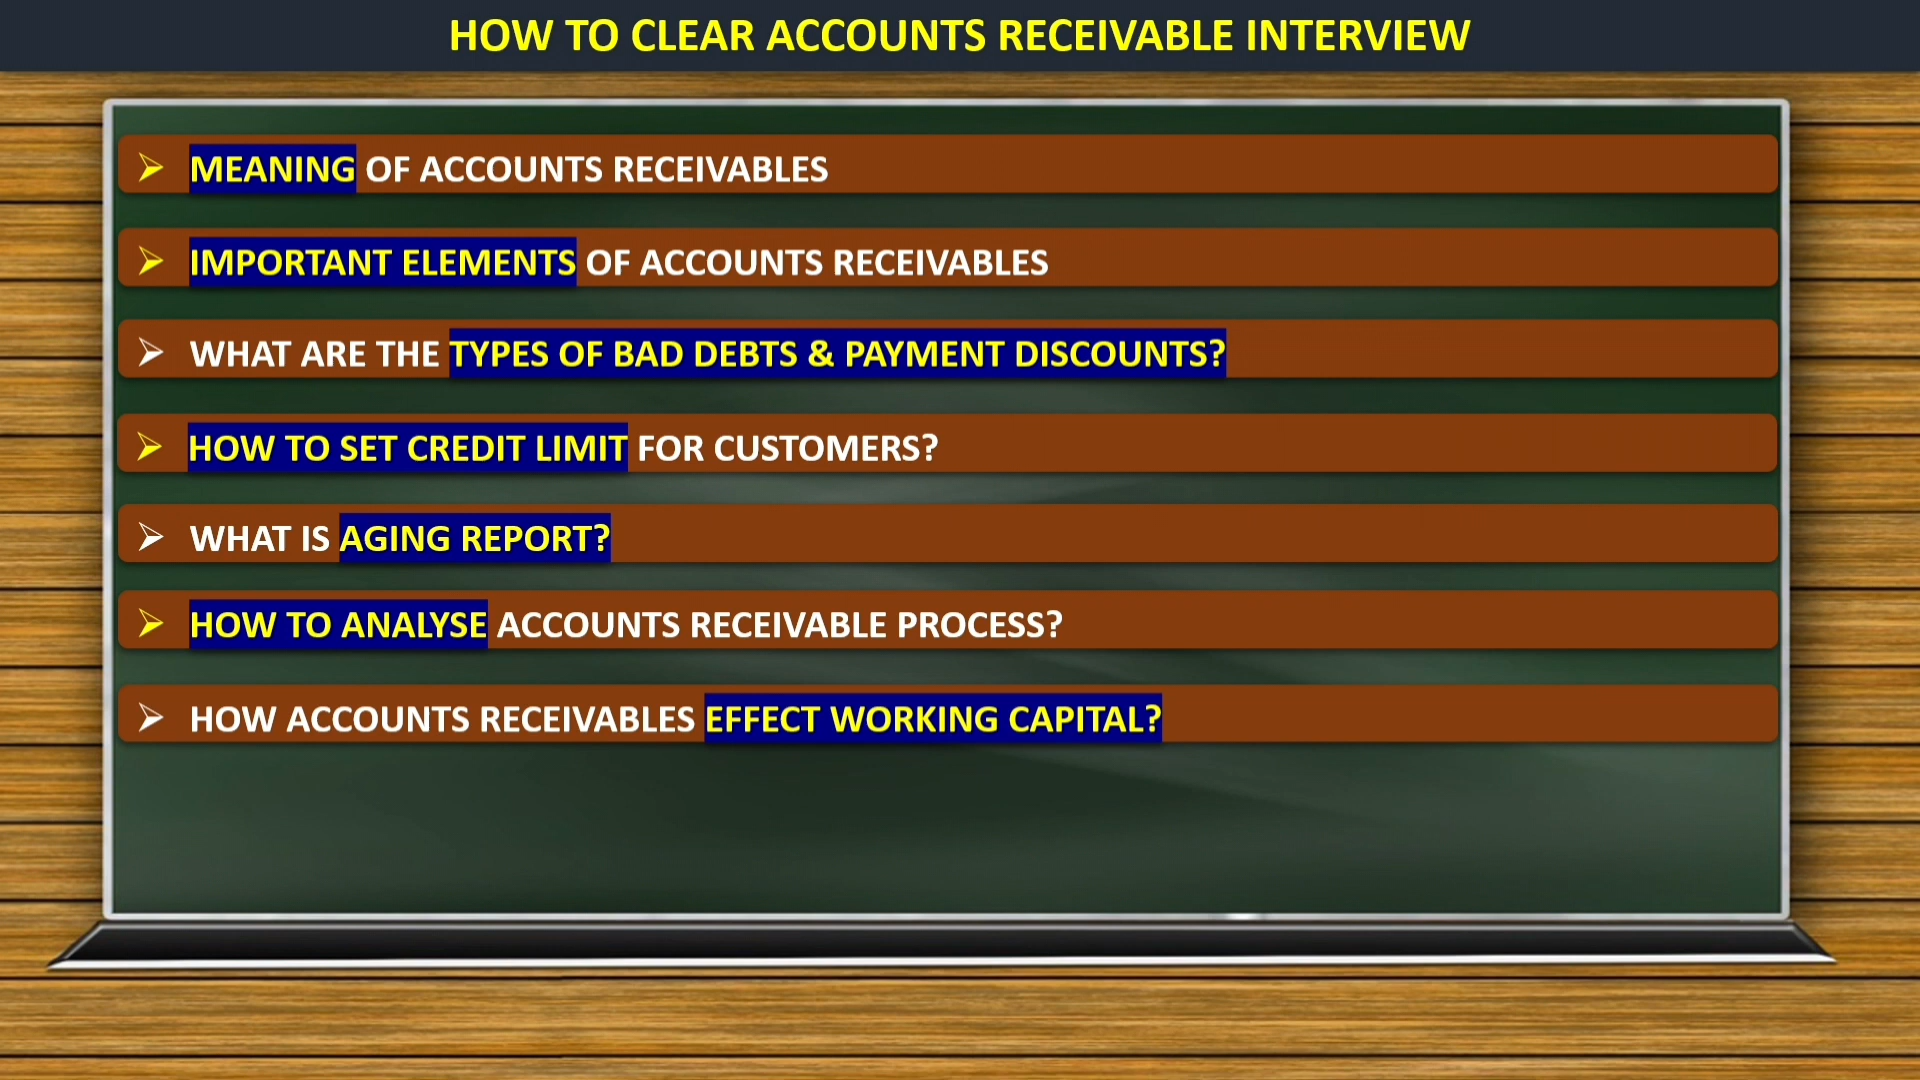 HOW TO CLEAR ACCOUNTS RECEIVABLE INTERVIEW
MEANING OF ACCOUNTS RECEIVABLES
IMPORTANT ELEMENTS OF ACCOUNTS RECEIVABLES
WHAT ARE THE TYPES OF BAD DEBTS & PAYMENT DISCOUNTS?
HOW TO SET CREDIT LIMIT FOR CUSTOMERS?
WHAT IS AGING REPORT?
HOW TO ANALYSE ACCOUNTS RECEIVABLE PROCESS?
HOW ACCOUNTS RECEIVABLES EFFECT WORKING CAPITAL?